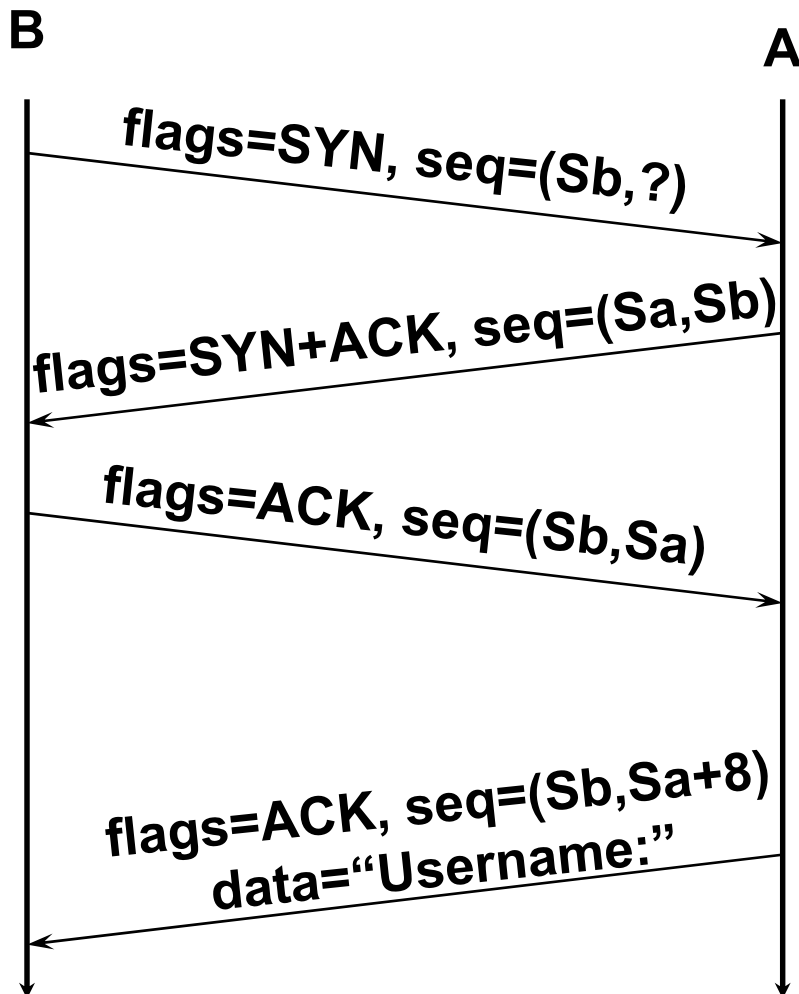 B
A
flags=SYN, seq=(Sb,?)
flags=SYN+ACK, seq=(Sa,Sb)
flags=ACK, seq=(Sb,Sa)
flags=ACK, seq=(Sb,Sa+8)
data=“Username:”